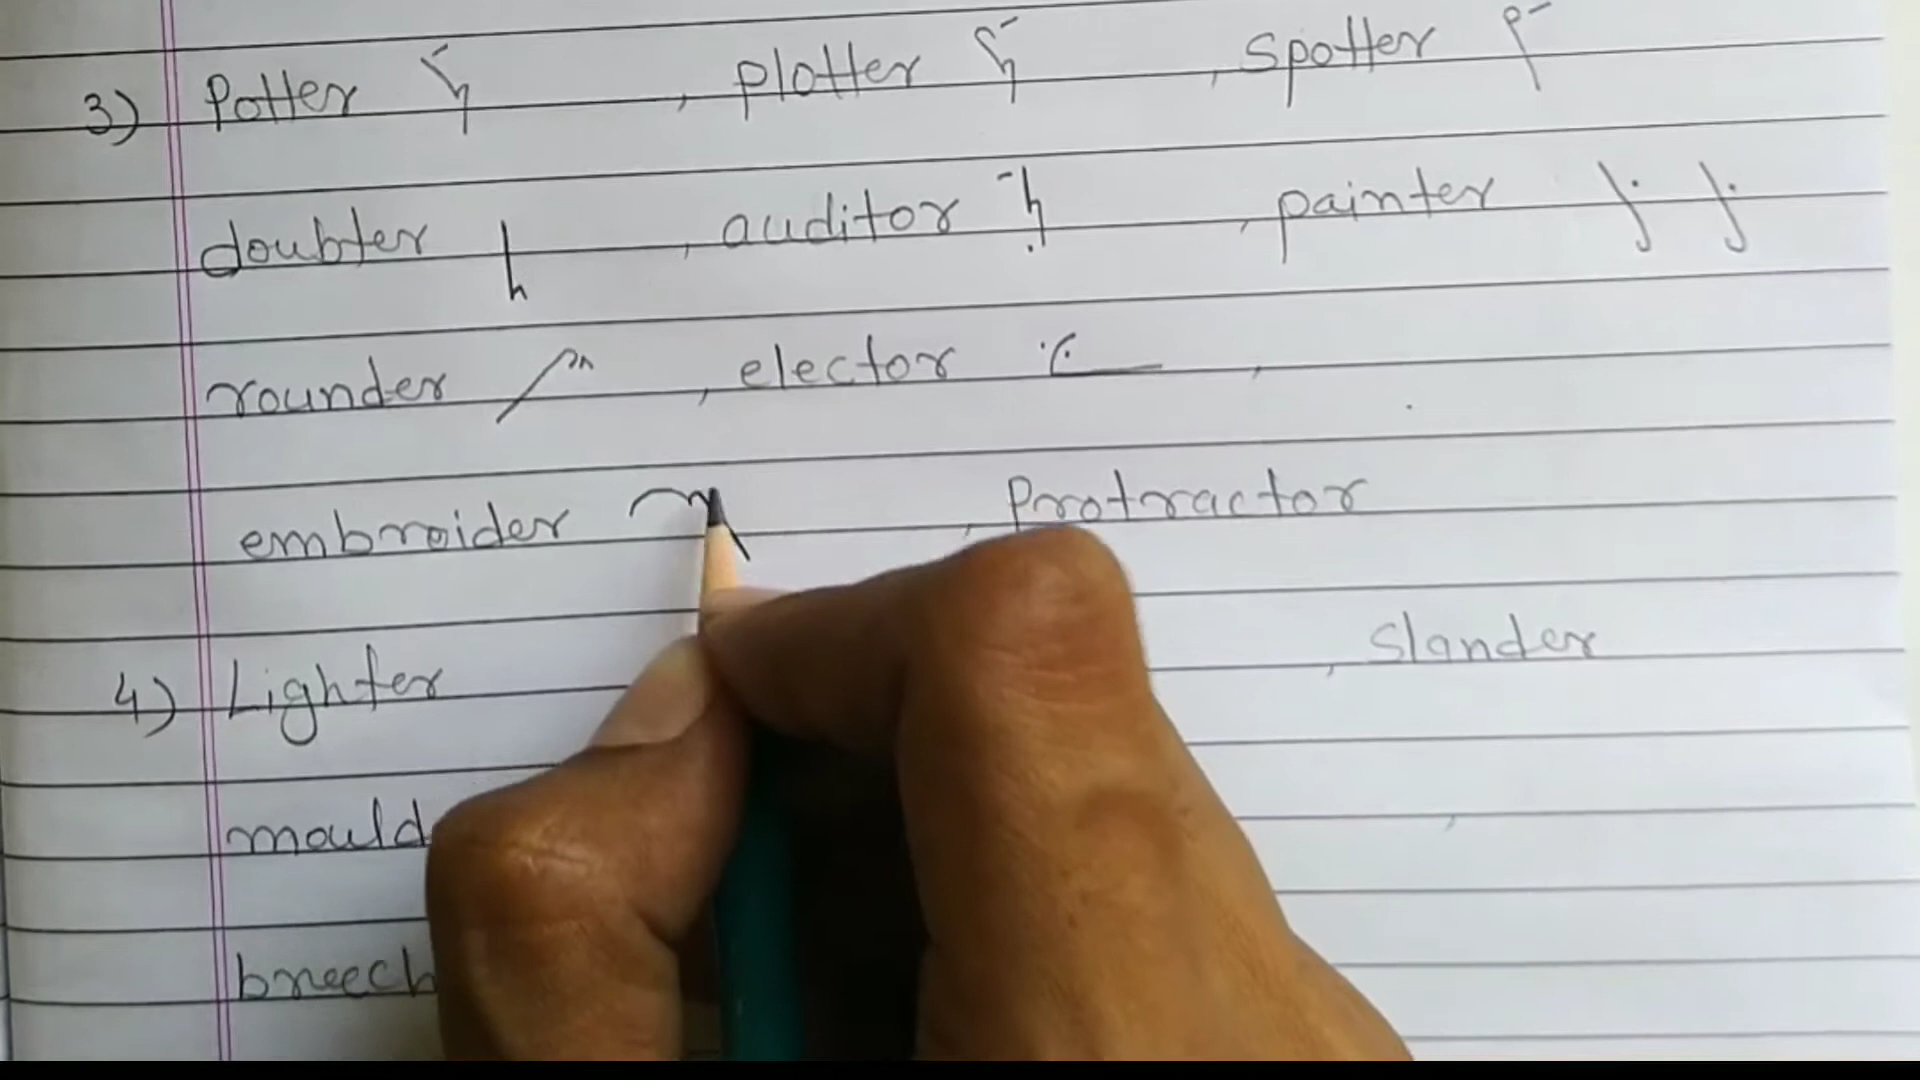 3) Potter , plotter , spotter
doubter , auditor , painter
rounder , elector ,
embroider , Protractor
4) Lighter , Slander
mould
breech